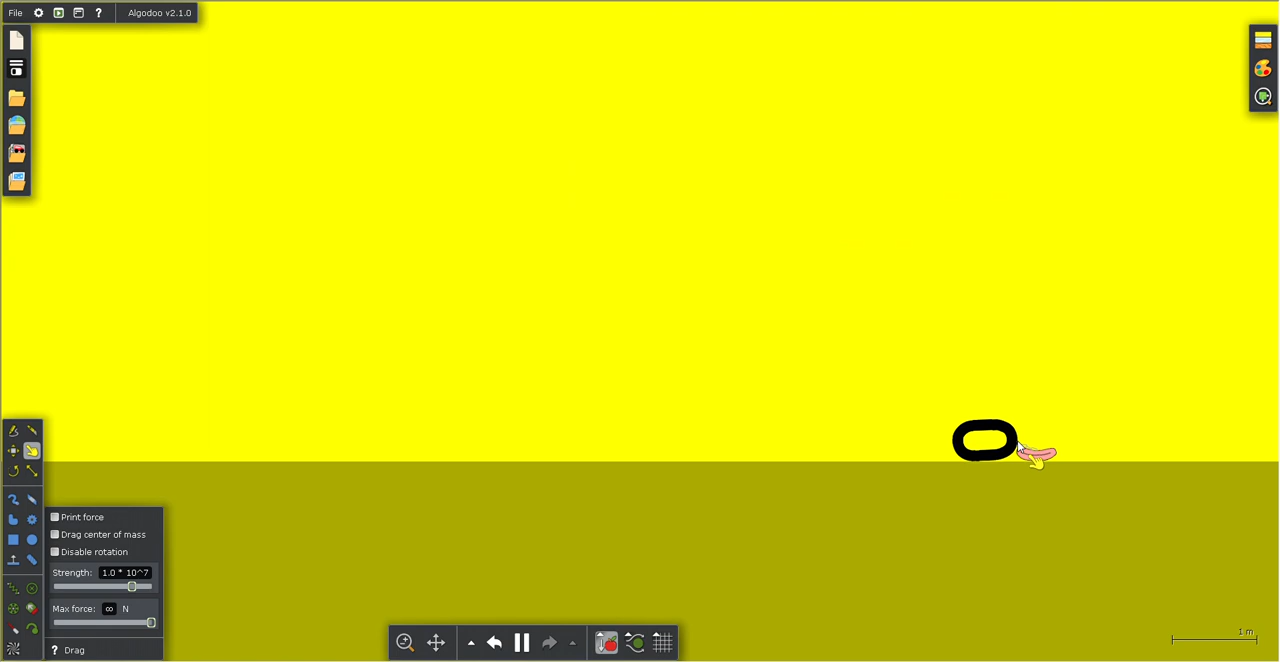 File ? Algodoo v2.1.0
Print force
Drag center of mass
Disable rotation
Strength: 1.0 * 10^7
Max force: ∞ N
? Drag
1 m